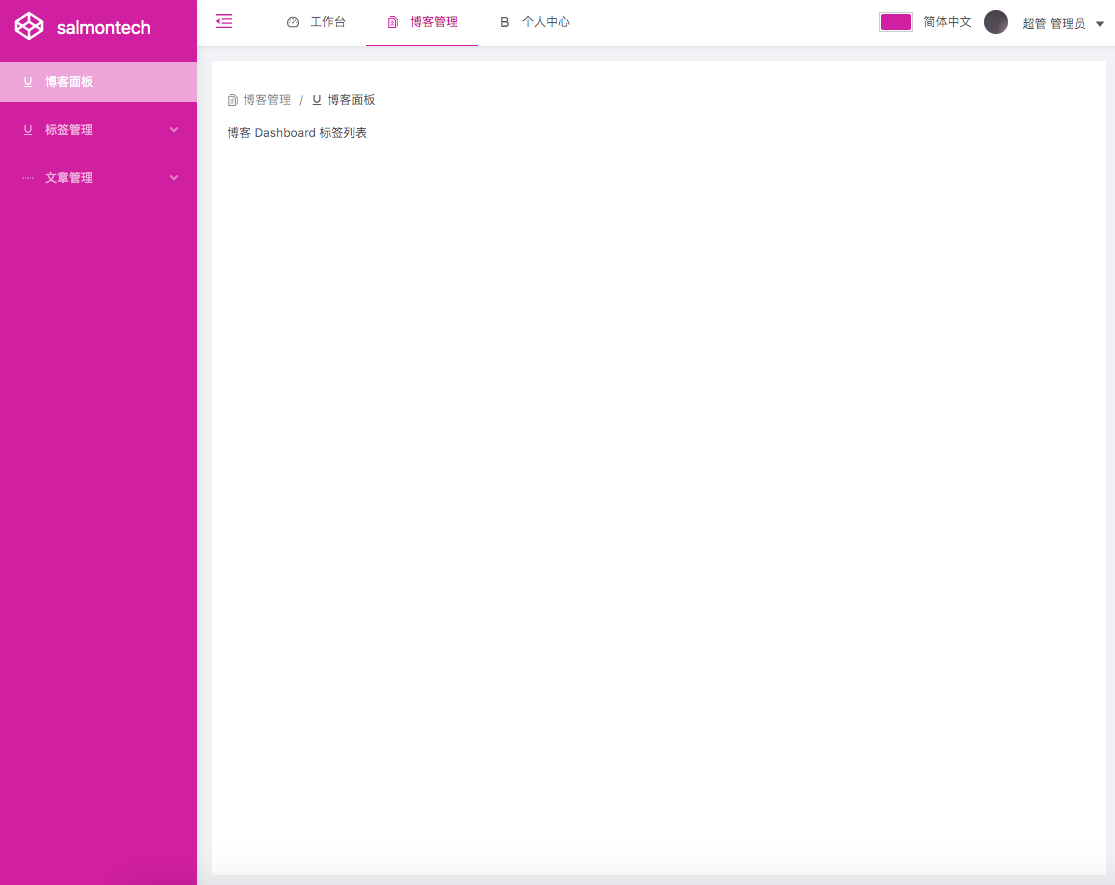 salmontech
工作台 博客管理 个人中心 简体中文 超管 管理员
博客面板
标签管理
文章管理
博客管理 / 博客面板
博客 Dashboard 标签列表